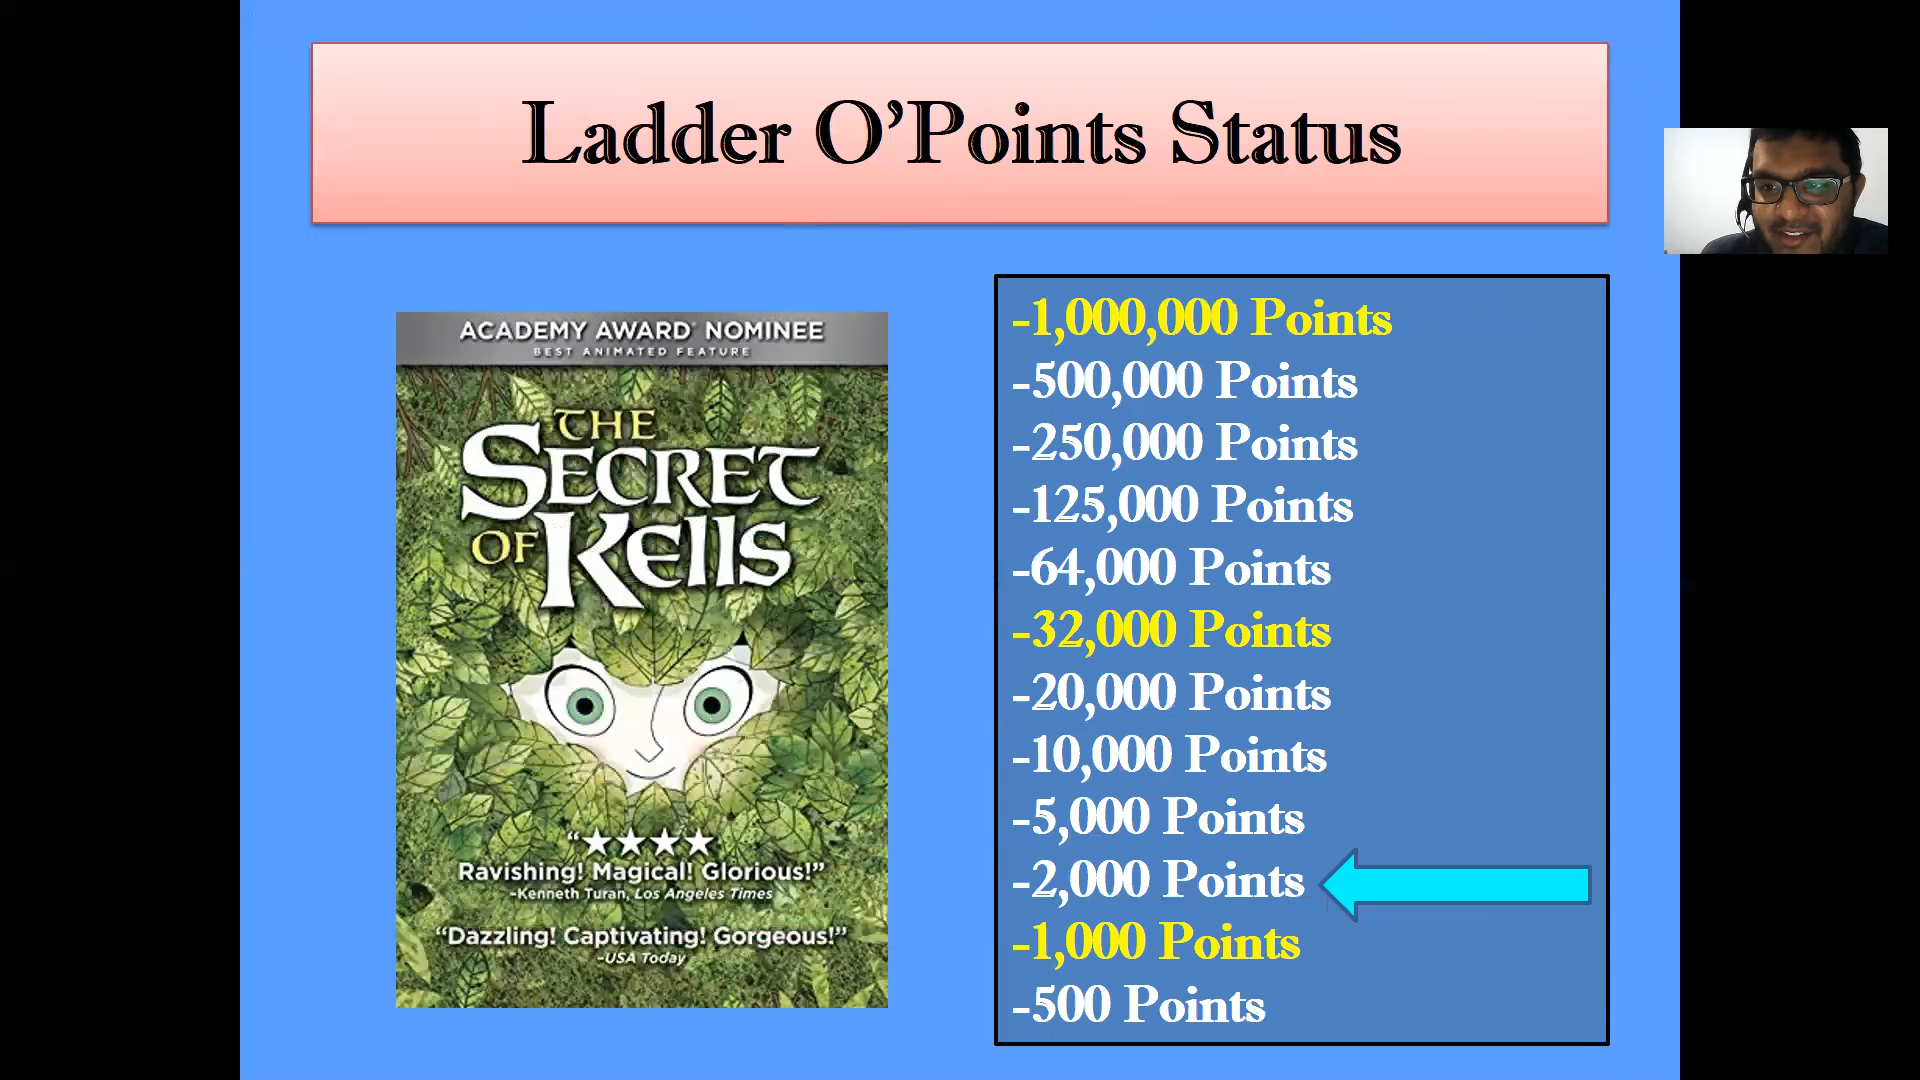 Ladder O’Points Status
ACADEMY AWARD® NOMINEE
BEST ANIMATED FEATURE
THE
SECRET
OF KELLS
“★★★★
Ravishing! Magical! Glorious!”
-Kenneth Turan, Los Angeles Times
“Dazzling! Captivating! Gorgeous!”
-USA Today
-1,000,000 Points
-500,000 Points
-250,000 Points
-125,000 Points
-64,000 Points
-32,000 Points
-20,000 Points
-10,000 Points
-5,000 Points
-2,000 Points
-1,000 Points
-500 Points